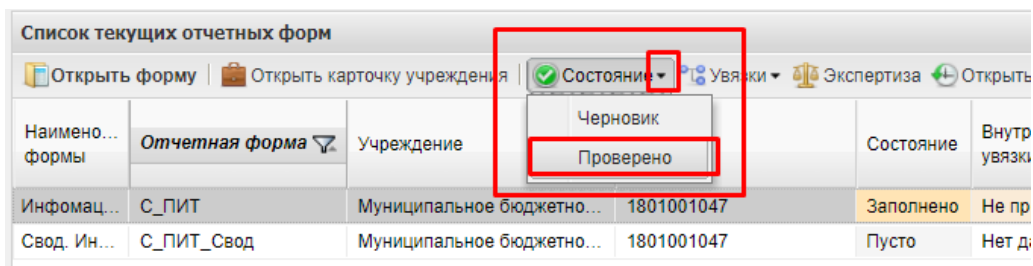 Список текущих отчетных форм
Открыть форму Открыть карточку учреждения Состояние Увязки Экспертиза Открыть
Черновик
Проверено
Наимено... формы Отчетная форма Учреждение Состояние Внутр увязки
Инфомац... С_ПИТ Муниципальное бюджетно... 1801001047 Заполнено Не пр
Свод. Ин... С_ПИТ_Свод Муниципальное бюджетно... 1801001047 Пусто Нет да